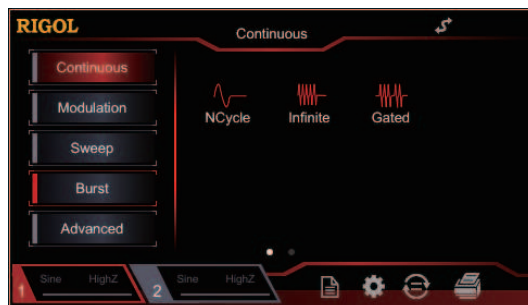 RIGOL
Continuous
Continuous
Modulation
Sweep
Burst
Advanced
NCycle Infinite Gated
1 Sine HighZ
2 Sine HighZ